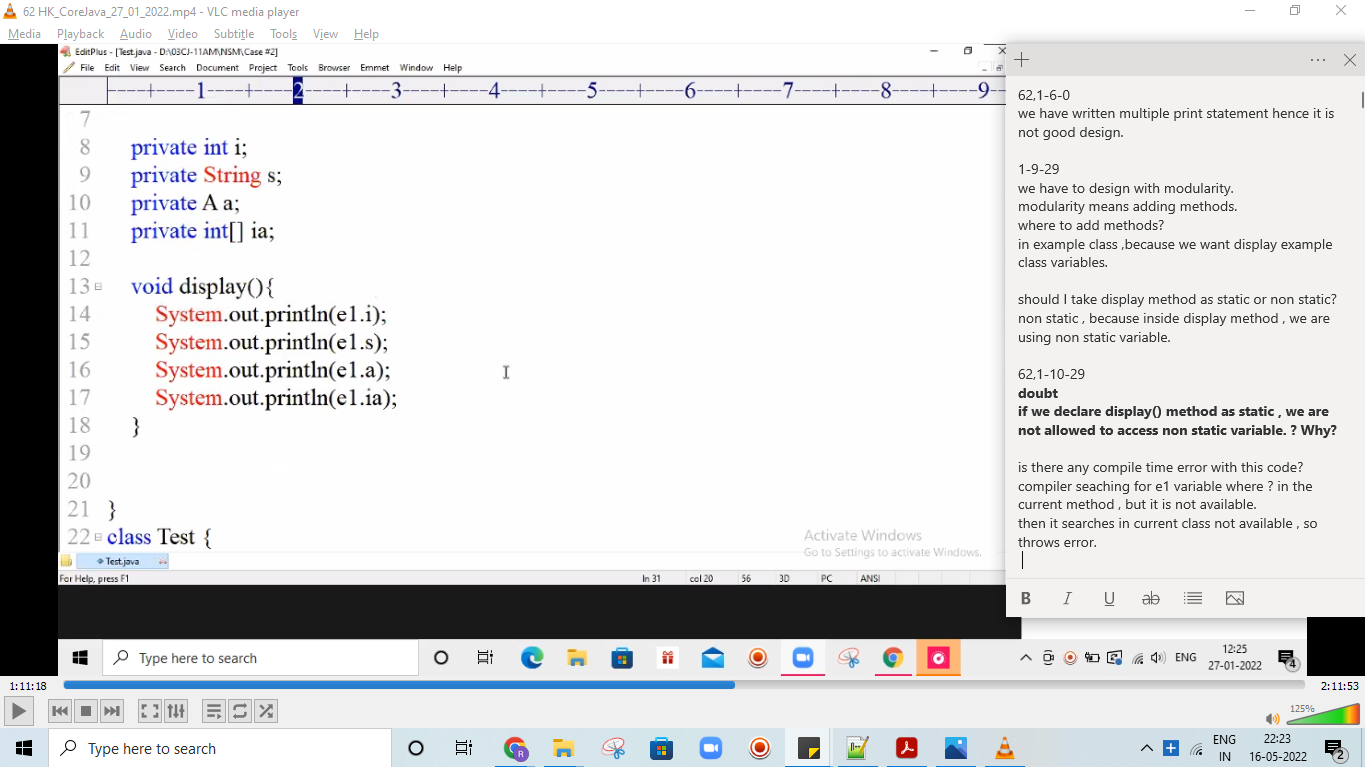 62 HK_CoreJava_27_01_2022.mp4 - VLC media player
Media Playback Audio Video Subtitle Tools View Help
EditPlus - [Test.java - D:\03CJ-11AM\NSM\Case #2]
File Edit View Search Document Project Tools Browser Emmet Window Help
----+----1----+----2----+----3----+----4----+----5----+----6----+----7----+----8----+----9--
7
8 private int i;
9 private String s;
10 private A a;
11 private int[] ia;
12
13 void display(){
14 System.out.println(e1.i);
15 System.out.println(e1.s);
16 System.out.println(e1.a);
17 System.out.println(e1.ia);
18 }
19
20
21 }
22 class Test {
Activate Windows
Go to Settings to activate Windows.
Test.java
For Help, press F1 ln 31 col 20 56 3D PC ANSI
62,1-6-0
we have written multiple print statement hence it is
not good design.
1-9-29
we have to design with modularity.
modularity means adding methods.
where to add methods?
in example class ,because we want display example
class variables.
should I take display method as static or non static?
non static , because inside display method , we are
using non static variable.
62,1-10-29
doubt
if we declare display() method as static , we are
not allowed to access non static variable. ? Why?
is there any compile time error with this code?
compiler seaching for e1 variable where ? in the
current method , but it is not available.
then it searches in current class not available , so
throws error.
B I U ab
Type here to search
ENG
12:25
27-01-2022
4
1:11:18
2:11:53
125%
Type here to search
R
ENG
IN
22:23
16-05-2022
2